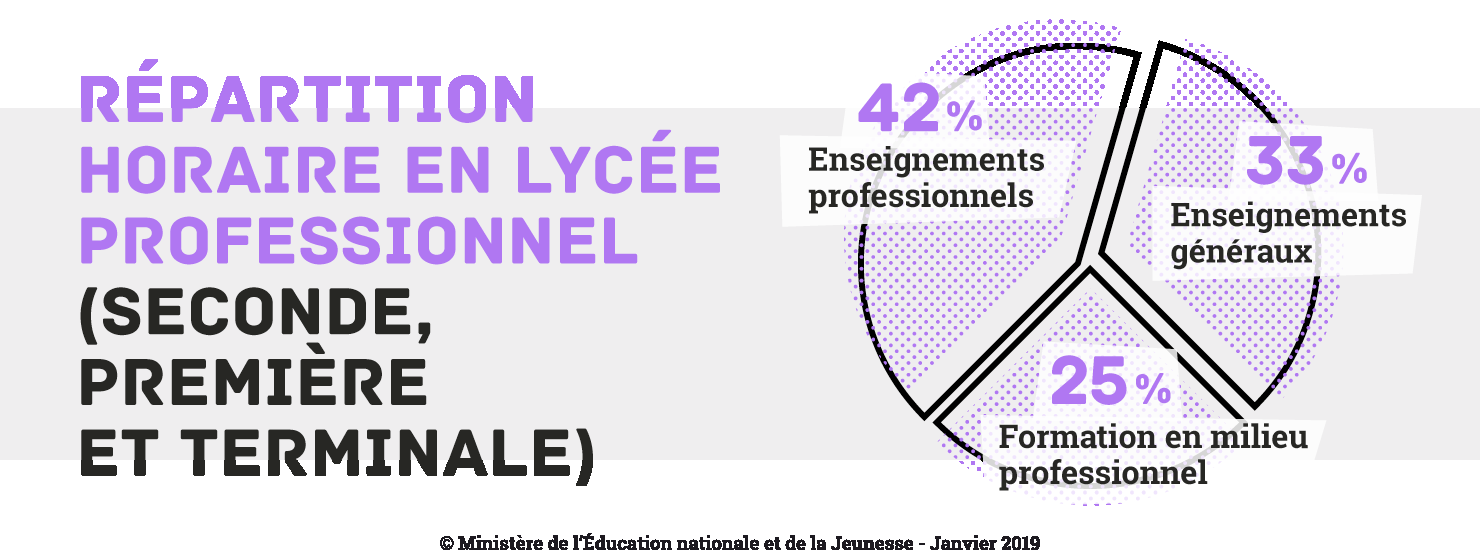 RÉPARTITION
HORAIRE EN LYCÉE
PROFESSIONNEL
(SECONDE,
PREMIÈRE
ET TERMINALE)
42%
Enseignements
professionnels
33%
Enseignements
généraux
25%
Formation en milieu
professionnel
© Ministère de l'Éducation nationale et de la Jeunesse - Janvier 2019